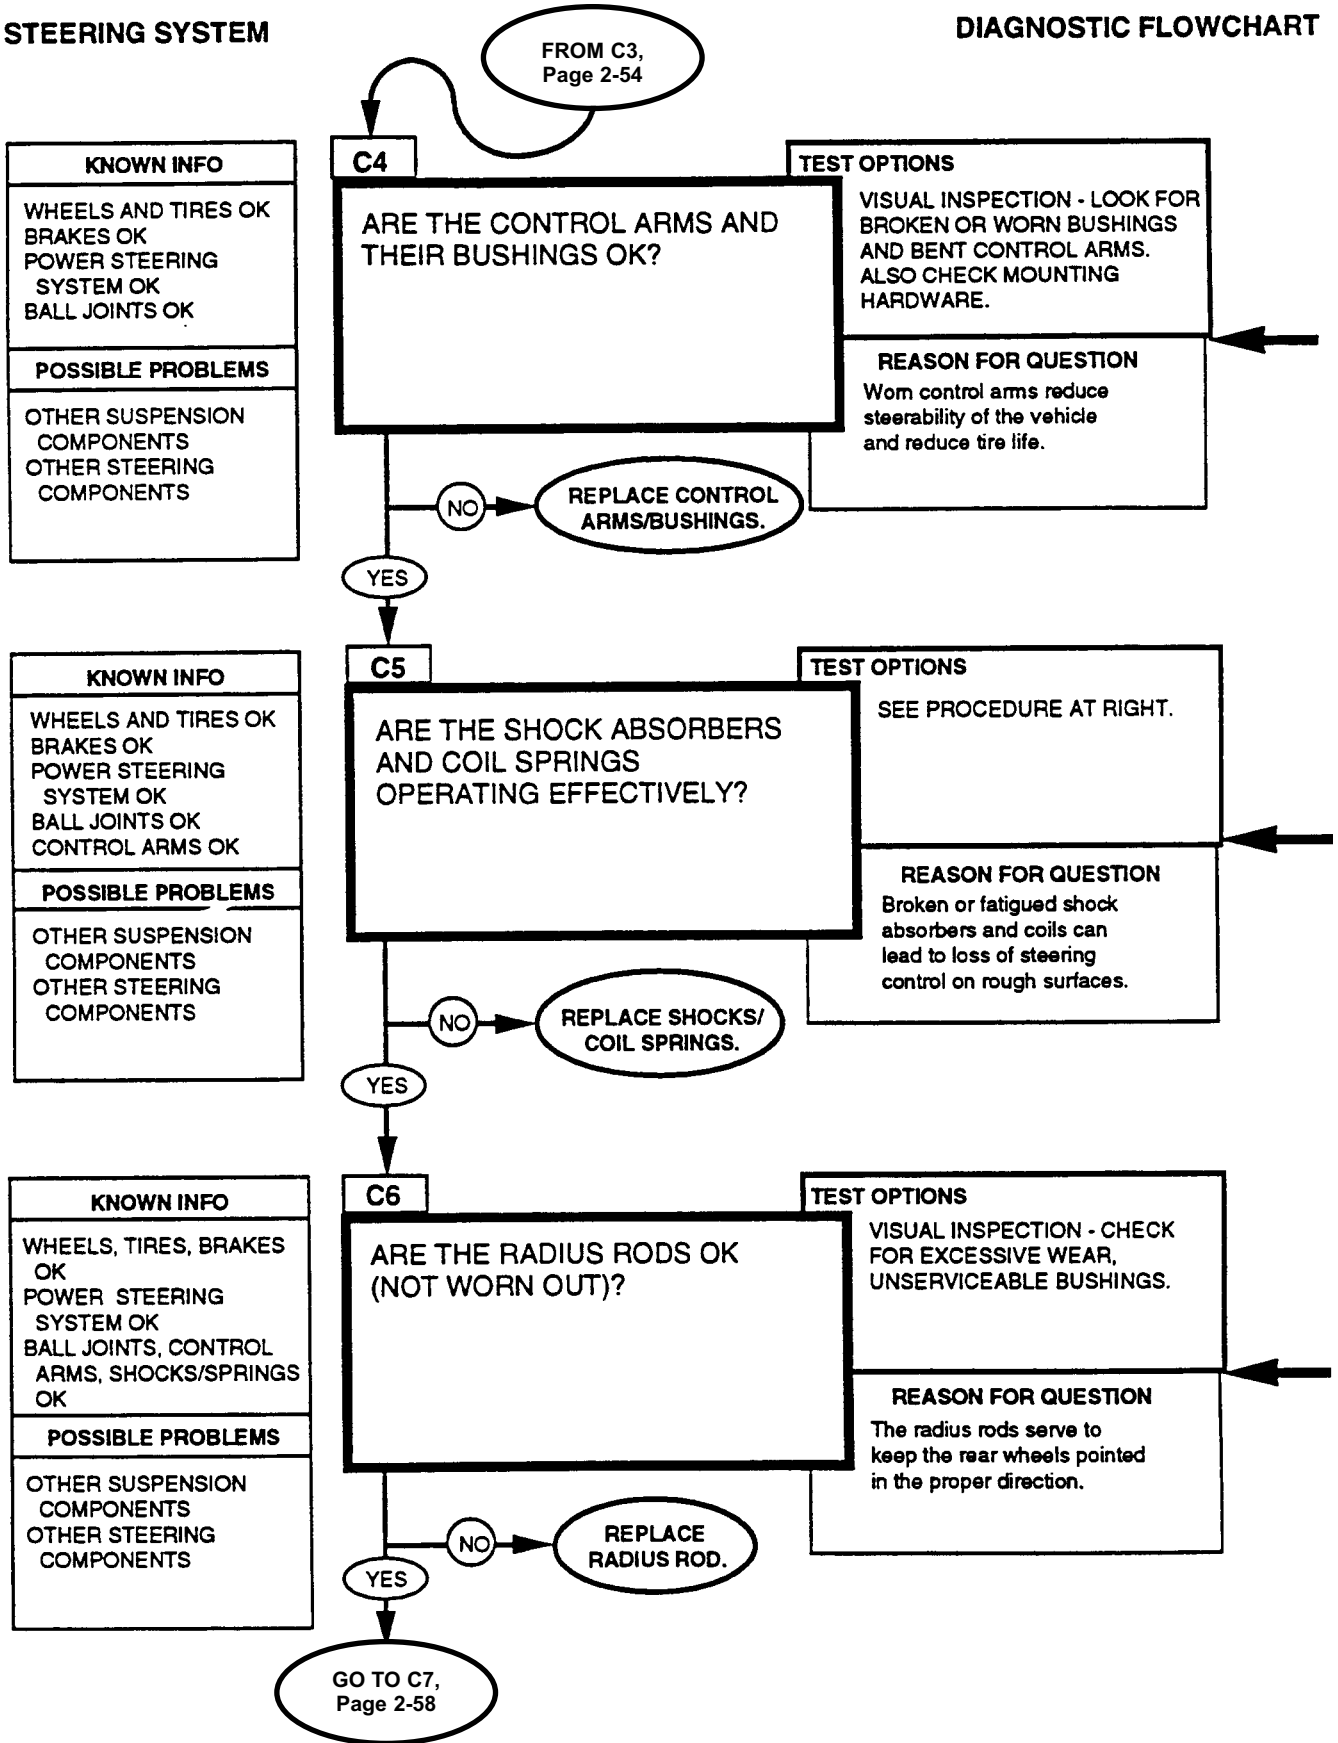 STEERING SYSTEM
DIAGNOSTIC FLOWCHART
FROM C3,
Page 2-54
KNOWN INFO
WHEELS AND TIRES OK
BRAKES OK
POWER STEERING
SYSTEM OK
BALL JOINTS OK
POSSIBLE PROBLEMS
OTHER SUSPENSION
COMPONENTS
OTHER STEERING
COMPONENTS
C4
ARE THE CONTROL ARMS AND
THEIR BUSHINGS OK?
TEST OPTIONS
VISUAL INSPECTION - LOOK FOR
BROKEN OR WORN BUSHINGS
AND BENT CONTROL ARMS.
ALSO CHECK MOUNTING
HARDWARE.
REASON FOR QUESTION
Worn control arms reduce
steerability of the vehicle
and reduce tire life.
NO
REPLACE CONTROL
ARMS/BUSHINGS.
YES
KNOWN INFO
WHEELS AND TIRES OK
BRAKES OK
POWER STEERING
SYSTEM OK
BALL JOINTS OK
CONTROL ARMS OK
POSSIBLE PROBLEMS
OTHER SUSPENSION
COMPONENTS
OTHER STEERING
COMPONENTS
C5
ARE THE SHOCK ABSORBERS
AND COIL SPRINGS
OPERATING EFFECTIVELY?
TEST OPTIONS
SEE PROCEDURE AT RIGHT.
REASON FOR QUESTION
Broken or fatigued shock
absorbers and coils can
lead to loss of steering
control on rough surfaces.
NO
REPLACE SHOCKS/
COIL SPRINGS.
YES
KNOWN INFO
WHEELS, TIRES, BRAKES
OK
POWER STEERING
SYSTEM OK
BALL JOINTS, CONTROL
ARMS, SHOCKS/SPRINGS
OK
POSSIBLE PROBLEMS
OTHER SUSPENSION
COMPONENTS
OTHER STEERING
COMPONENTS
C6
ARE THE RADIUS RODS OK
(NOT WORN OUT)?
TEST OPTIONS
VISUAL INSPECTION - CHECK
FOR EXCESSIVE WEAR,
UNSERVICEABLE BUSHINGS.
REASON FOR QUESTION
The radius rods serve to
keep the rear wheels pointed
in the proper direction.
NO
REPLACE
RADIUS ROD.
YES
GO TO C7,
Page 2-58